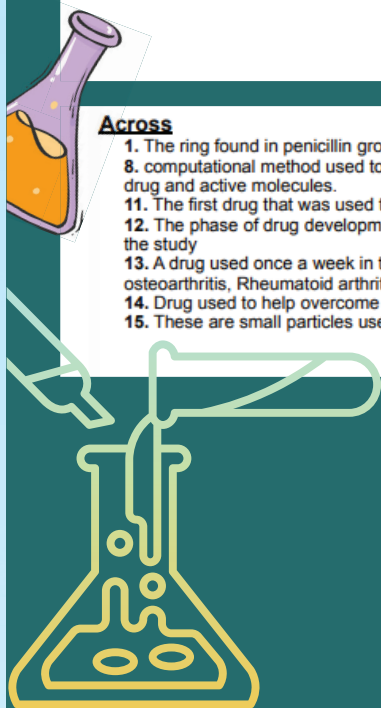 Across
1. The ring found in penicillin gro
8. computational method used to
drug and active molecules.
11. The first drug that was used
12. The phase of drug developm
the study
13. A drug used once a week in
osteoarthritis, Rheumatoid arthri
14. Drug used to help overcome
15. These are small particles use